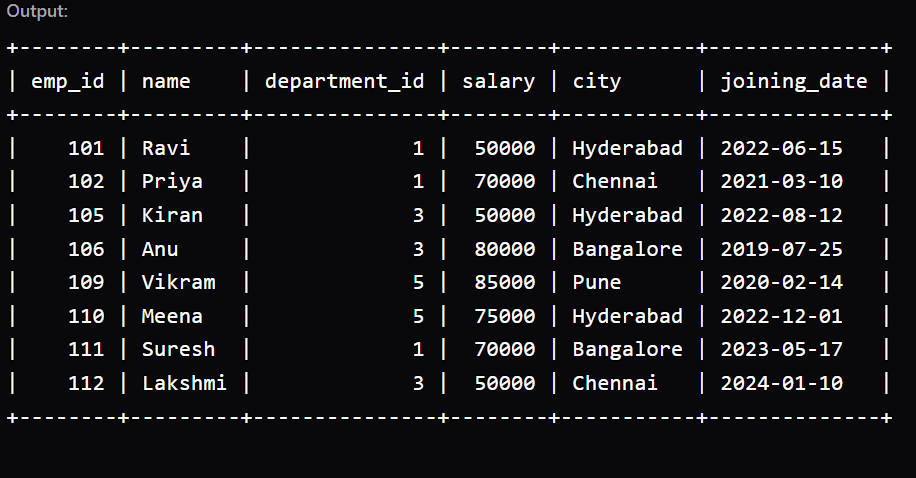 Output:
+--------+---------+---------------+--------+-----------+--------------+
| emp_id | name    | department_id | salary | city      | joining_date |
+--------+---------+---------------+--------+-----------+--------------+
|    101 | Ravi    |             1 |  50000 | Hyderabad | 2022-06-15   |
|    102 | Priya   |             1 |  70000 | Chennai   | 2021-03-10   |
|    105 | Kiran   |             3 |  50000 | Hyderabad | 2022-08-12   |
|    106 | Anu     |             3 |  80000 | Bangalore | 2019-07-25   |
|    109 | Vikram  |             5 |  85000 | Pune      | 2020-02-14   |
|    110 | Meena   |             5 |  75000 | Hyderabad | 2022-12-01   |
|    111 | Suresh  |             1 |  70000 | Bangalore | 2023-05-17   |
|    112 | Lakshmi |             3 |  50000 | Chennai   | 2024-01-10   |
+--------+---------+---------------+--------+-----------+--------------+